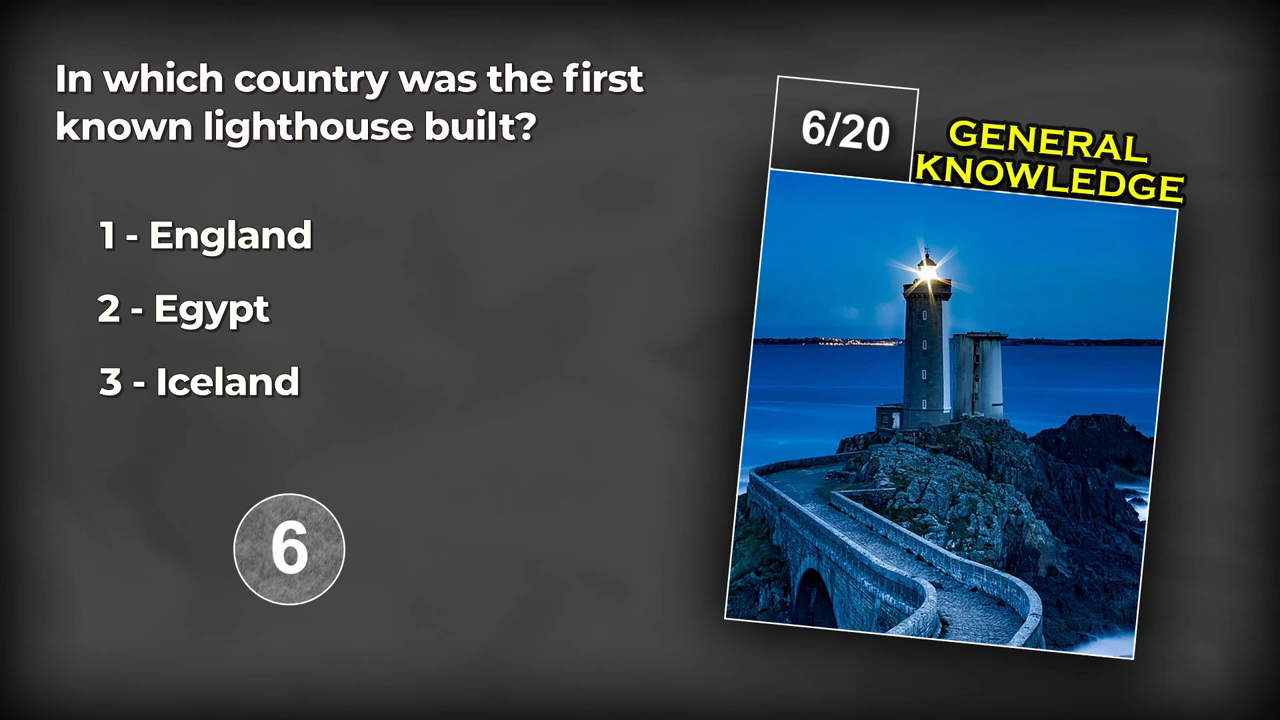 In which country was the first
known lighthouse built?
1 - England
2 - Egypt
3 - Iceland
6
6/20
GENERAL
KNOWLEDGE